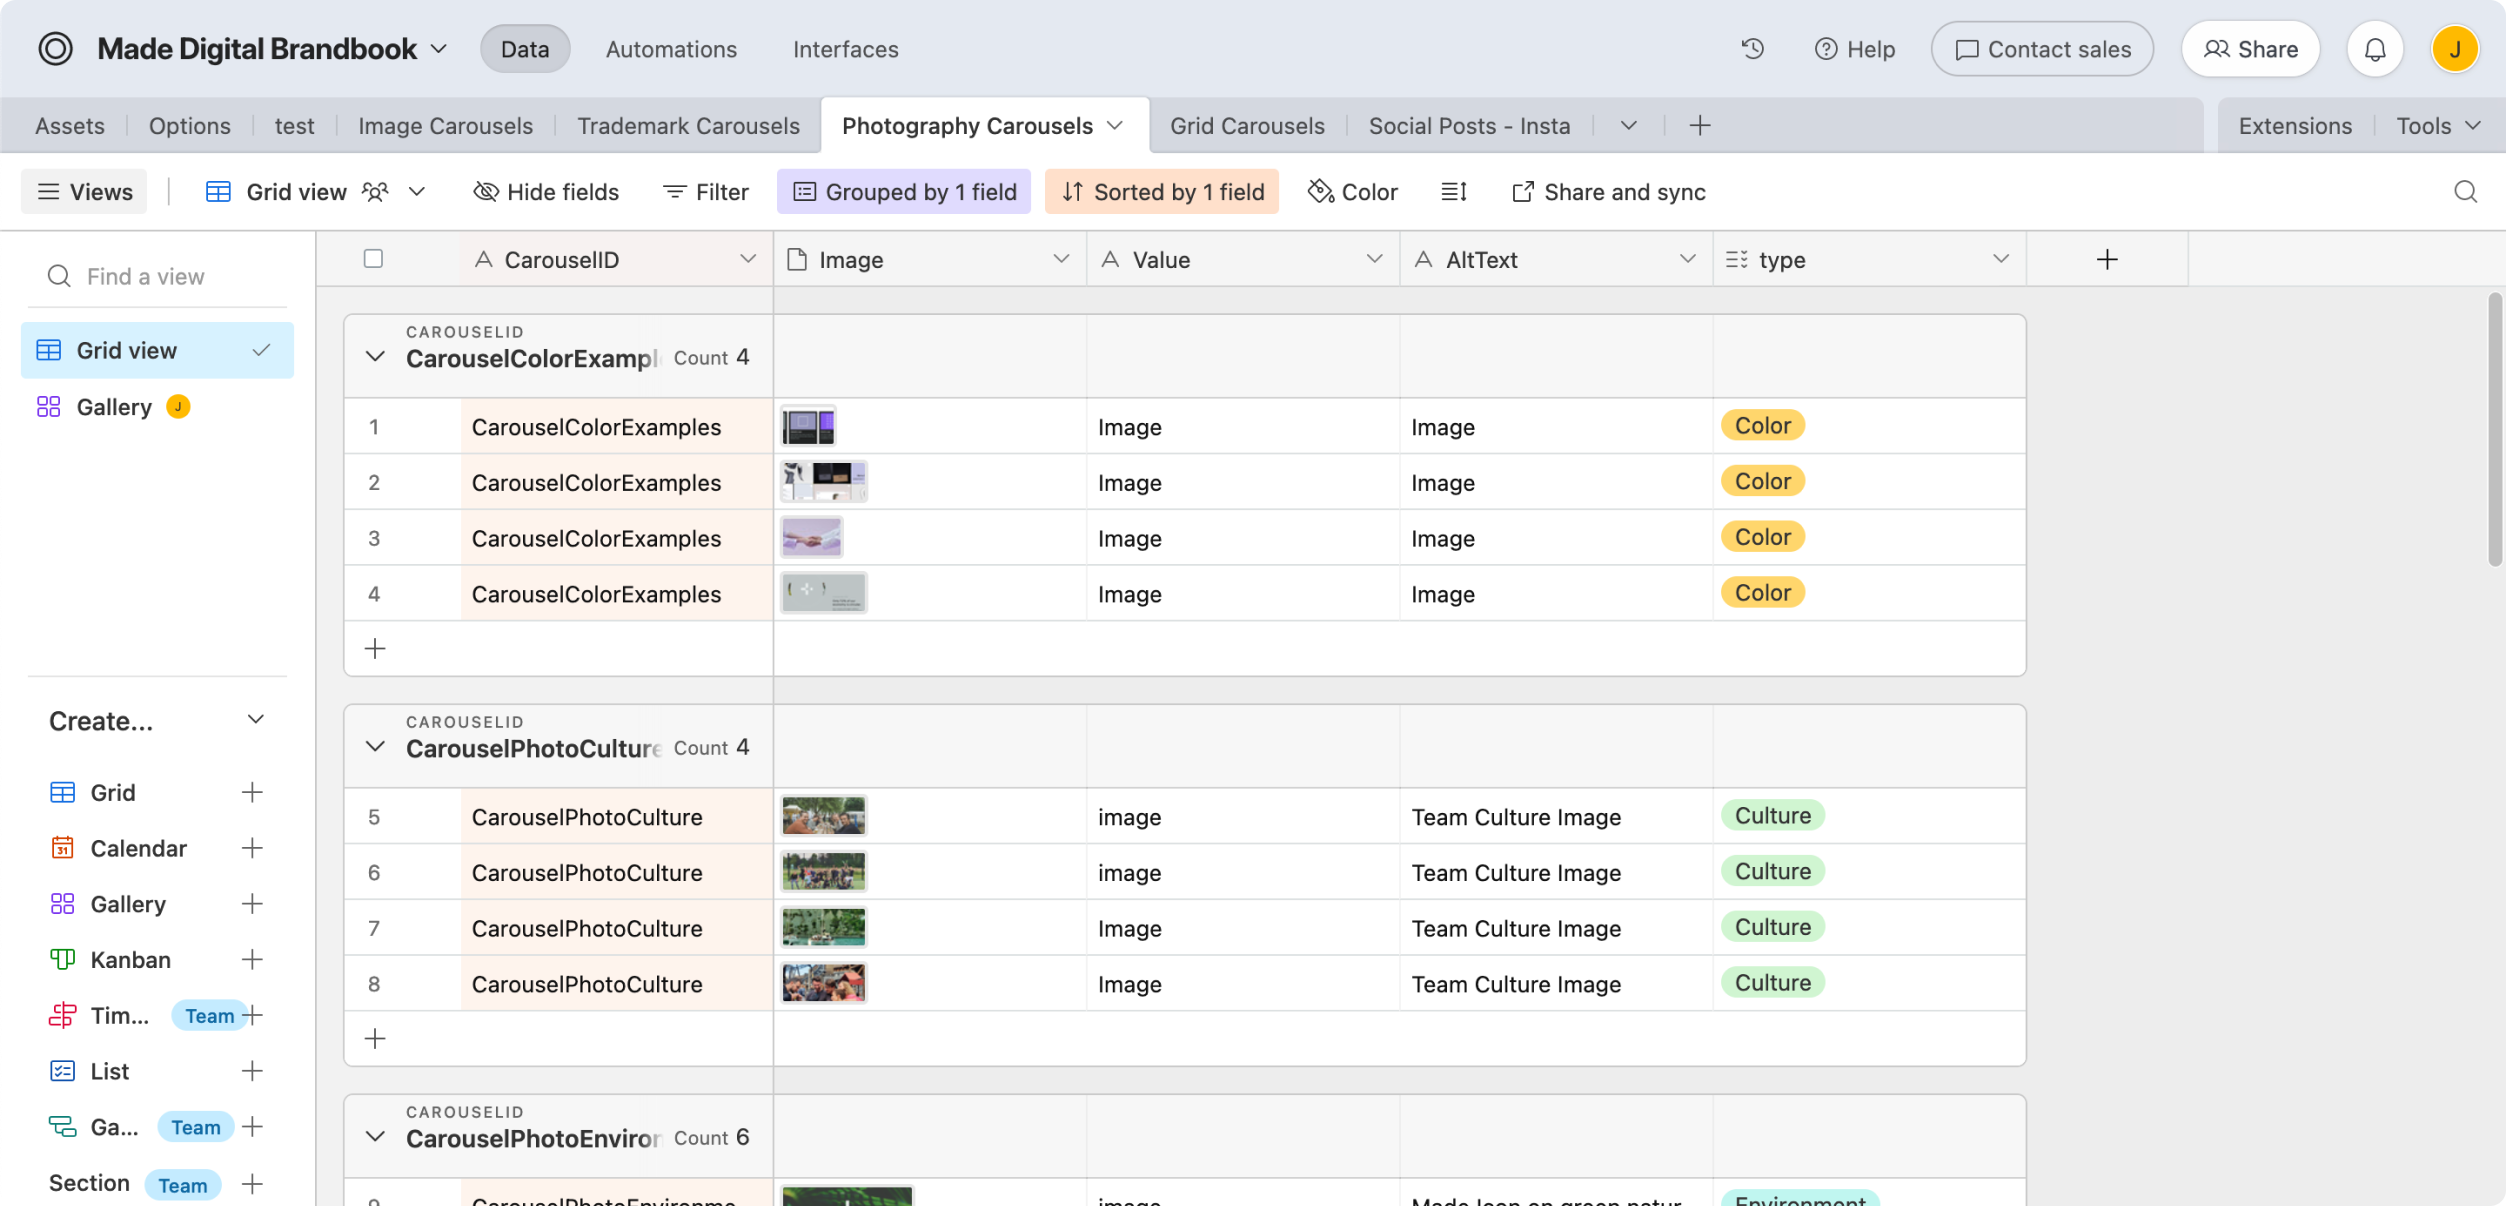 Made Digital Brandbook Data Automations Interfaces Help Contact sales Share J
Assets Options test Image Carousels Trademark Carousels Photography Carousels Grid Carousels Social Posts - Insta Extensions Tools
Views Grid view Hide fields Filter Grouped by 1 field Sorted by 1 field Color Share and sync
Find a view
Grid view
Gallery J
Create...
Grid
31 Calendar
Gallery
Kanban
Tim... Team
List
Ga... Team
Section Team
CarouselID Image Value AltText type
CAROUSELID
CarouselColorExampl Count 4
1 CarouselColorExamples Image Image Color
2 CarouselColorExamples Image Image Color
3 CarouselColorExamples Image Image Color
4 CarouselColorExamples Image Image Color
CAROUSELID
CarouselPhotoCulture Count 4
5 CarouselPhotoCulture image Team Culture Image Culture
6 CarouselPhotoCulture image Team Culture Image Culture
7 CarouselPhotoCulture Image Team Culture Image Culture
8 CarouselPhotoCulture Image Team Culture Image Culture
CAROUSELID
CarouselPhotoEnviron Count 6
9 CarouselPhotoEnvironme image Made Icon on green natur Environment